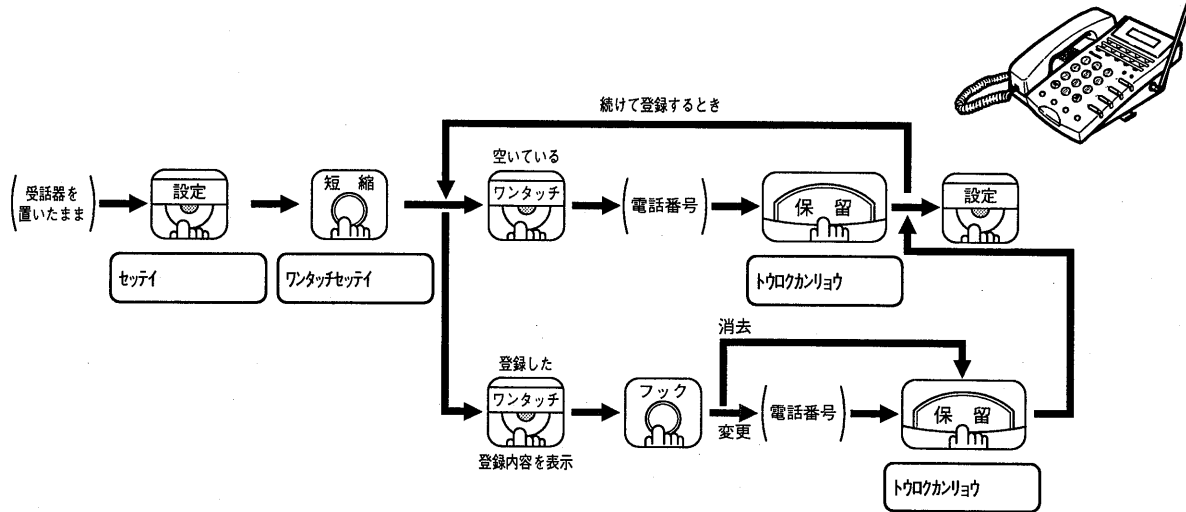 続けて登録するとき
空いている
受話器を
置いたまま
設定
短縮
ワンタッチ
電話番号
保留
設定
セッテイ
ワンタッチセッテイ
トウロクカンリョウ
消去
登録した
ワンタッチ
フック
変更
電話番号
保留
登録内容を表示
トウロクカンリョウ